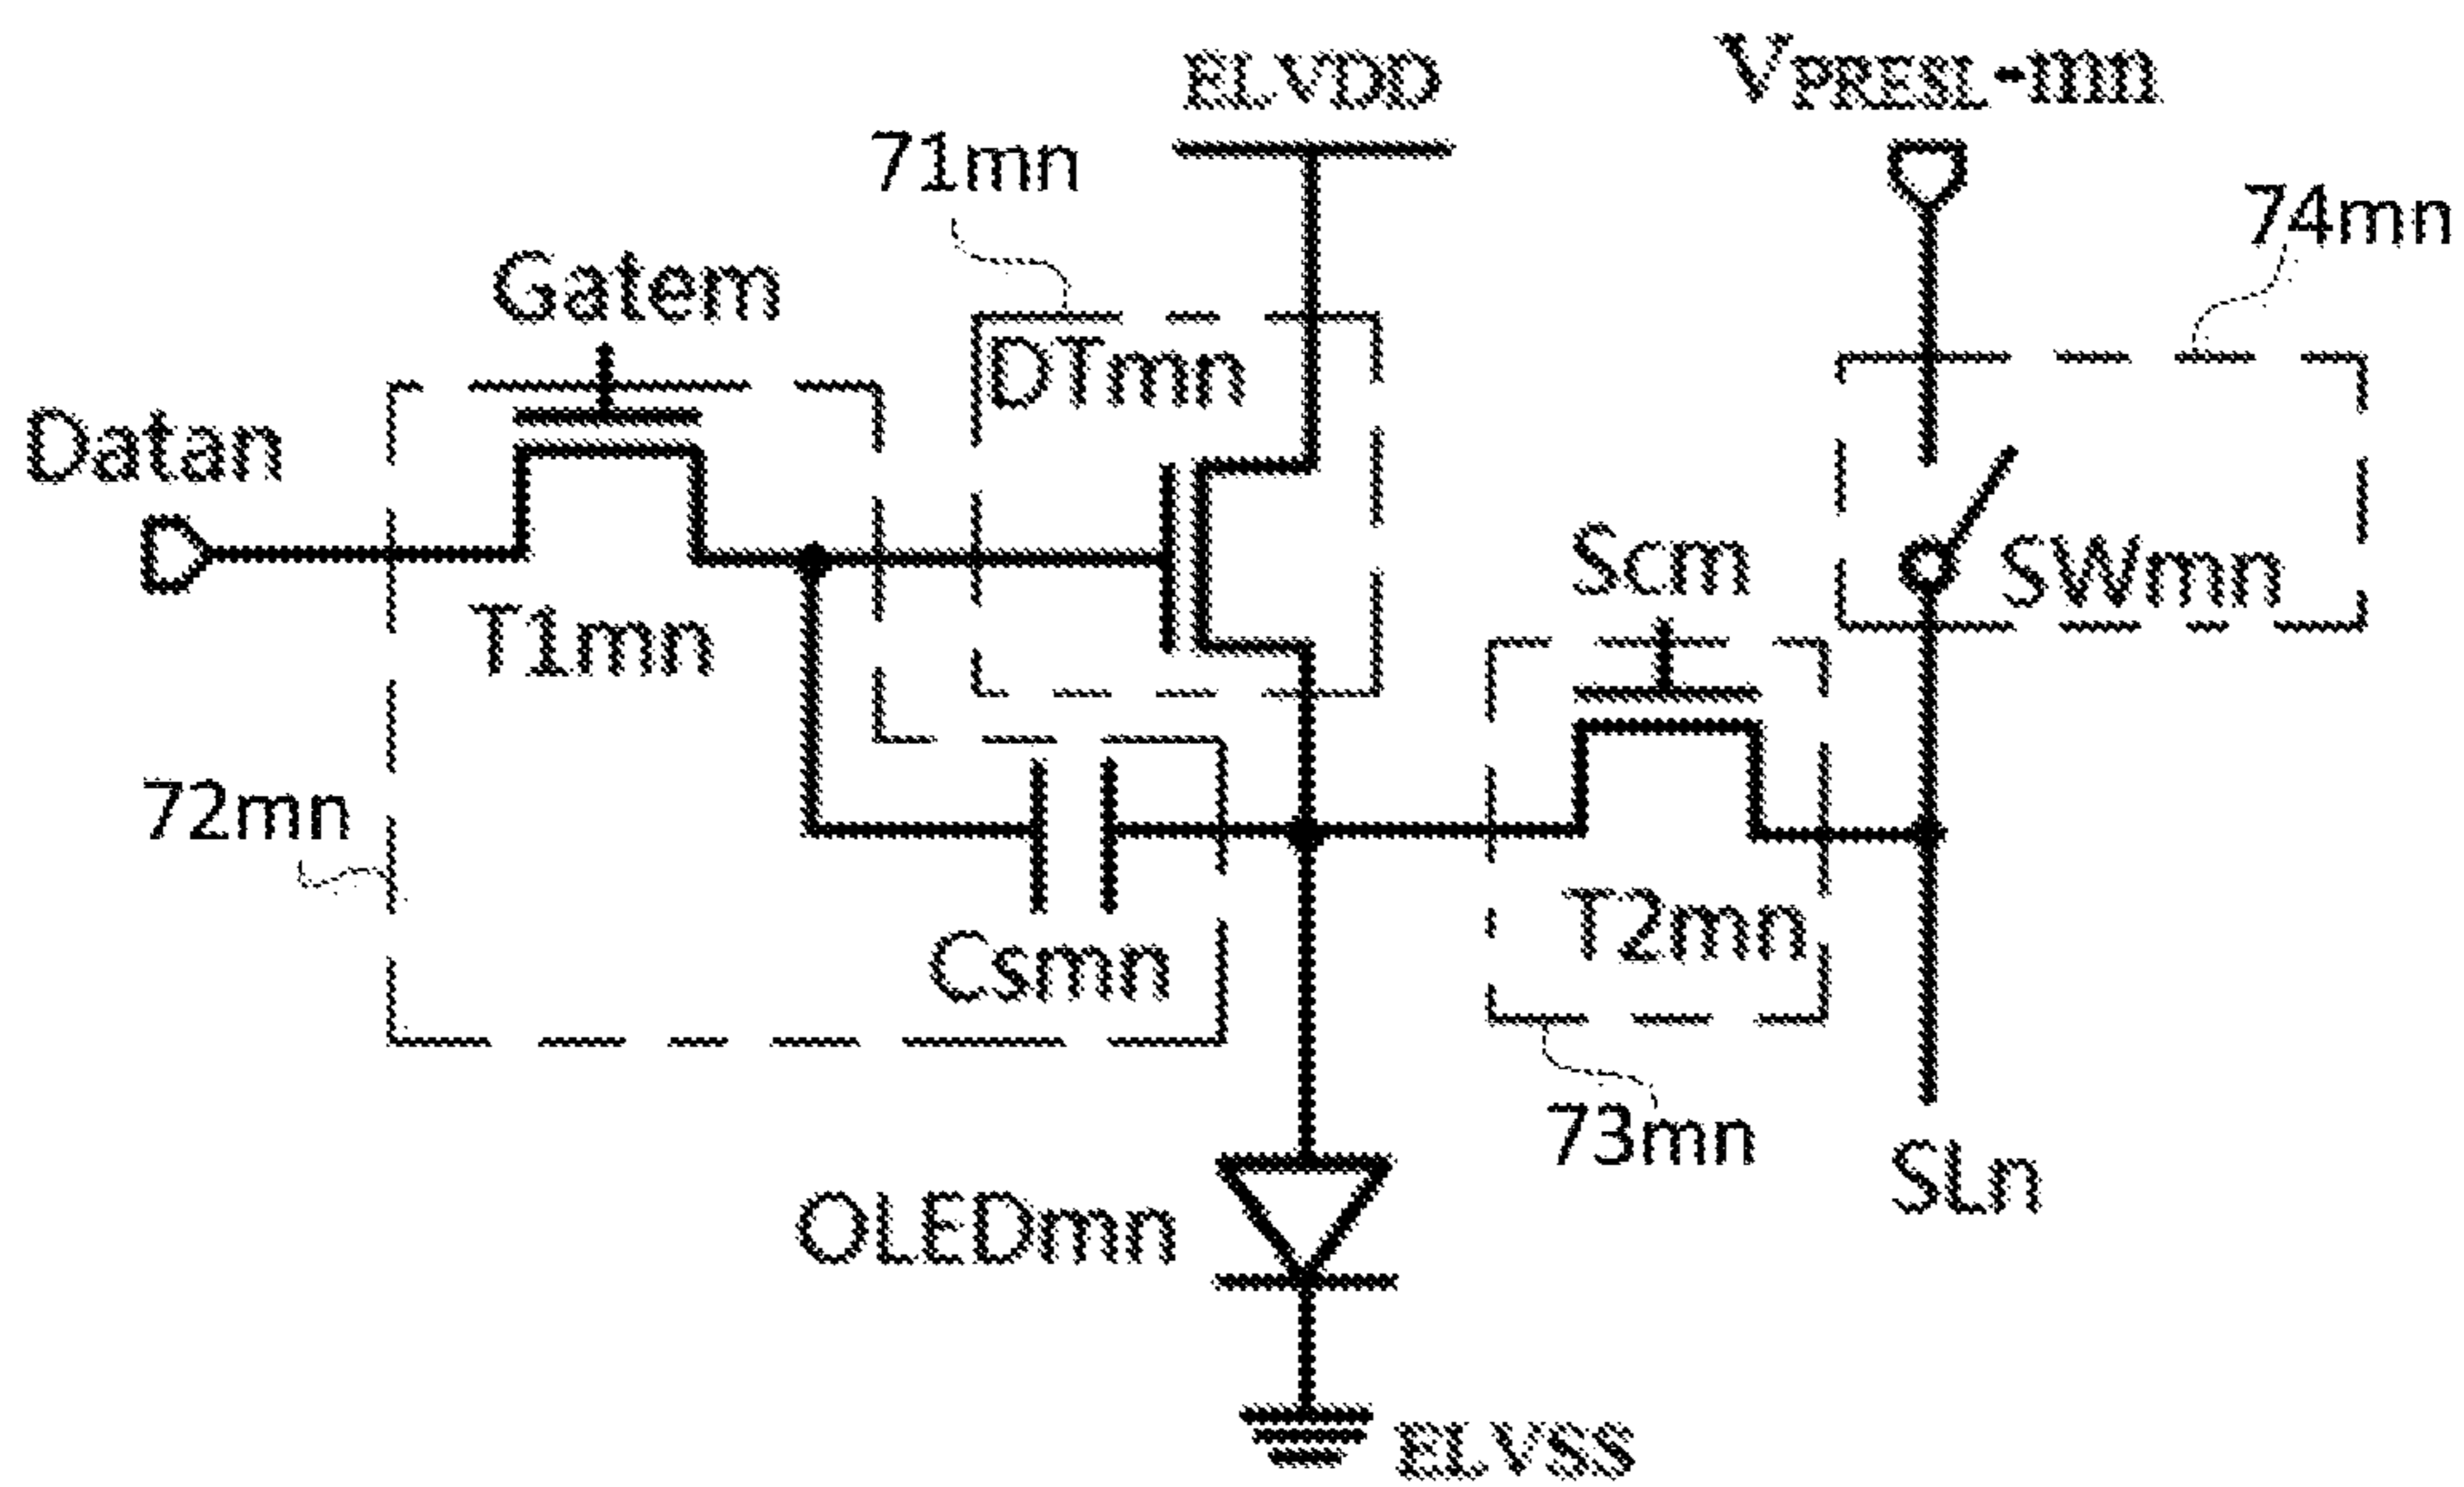 ELVDD
VPRESL-mn
71mn
74mn
Gatem
DTmn
Datan
Scm
SWmn
T1mn
72mn
T2mn
Csmn
73mn
SLn
OLEDmn
ELVSS